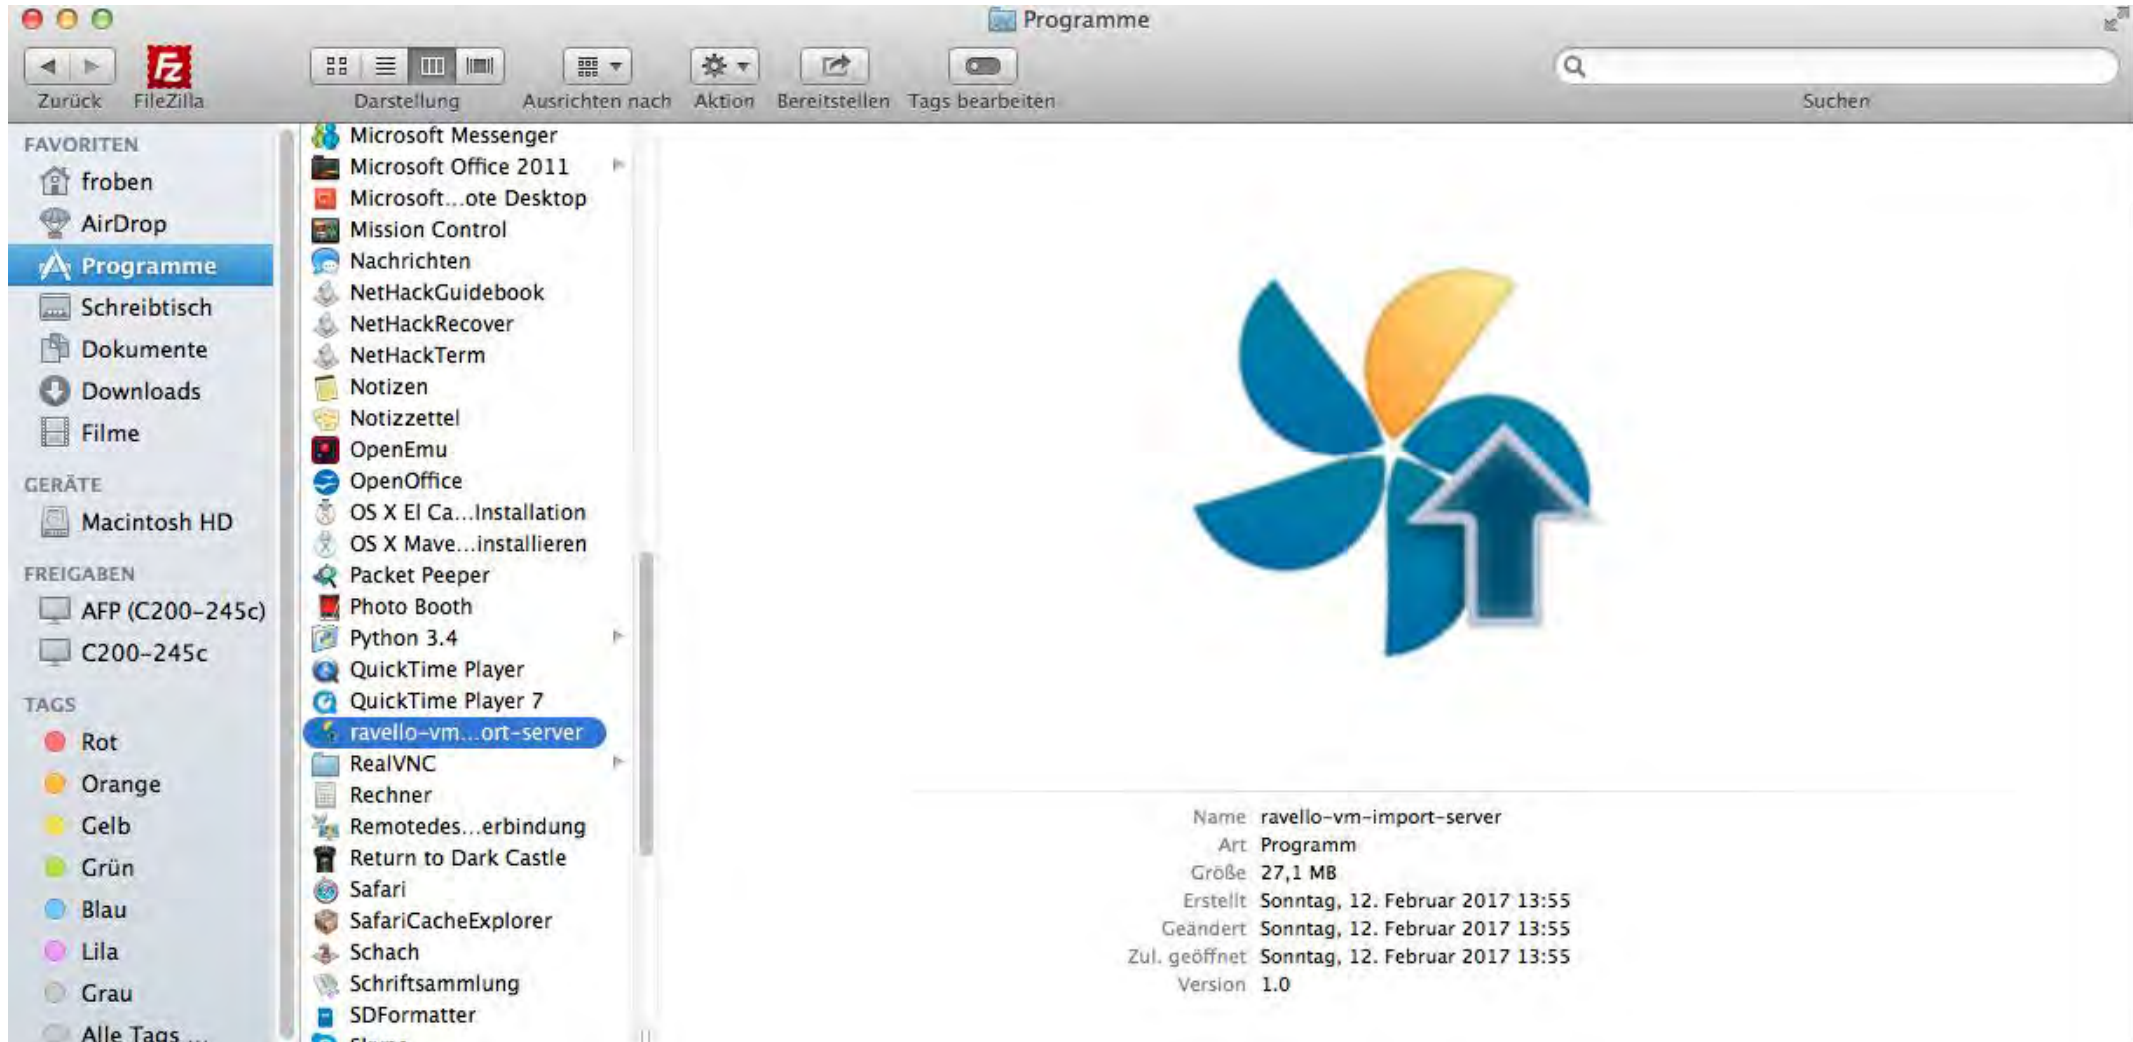 Programme
Zurück
FileZilla
Darstellung
Ausrichten nach
Aktion
Bereitstellen
Tags bearbeiten
Suchen
FAVORITEN
froben
AirDrop
Programme
Schreibtisch
Dokumente
Downloads
Filme
GERÄTE
Macintosh HD
FREIGABEN
AFP (C200-245c)
C200-245c
TAGS
Rot
Orange
Gelb
Grün
Blau
Lila
Grau
Alle Tags ...
Microsoft Messenger
Microsoft Office 2011
Microsoft...ote Desktop
Mission Control
Nachrichten
NetHackGuidebook
NetHackRecover
NetHackTerm
Notizen
Notizzettel
OpenEmu
OpenOffice
OS X El Ca...Installation
OS X Mave...installieren
Packet Peeper
Photo Booth
Python 3.4
QuickTime Player
QuickTime Player 7
ravello-vm...ort-server
RealVNC
Rechner
Remotedes...erbindung
Return to Dark Castle
Safari
SafariCacheExplorer
Schach
Schriftsammlung
SDFormatter
Name ravello-vm-import-server
Art Programm
Größe 27,1 MB
Erstellt Sonntag, 12. Februar 2017 13:55
Geändert Sonntag, 12. Februar 2017 13:55
Zul. geöffnet Sonntag, 12. Februar 2017 13:55
Version 1.0